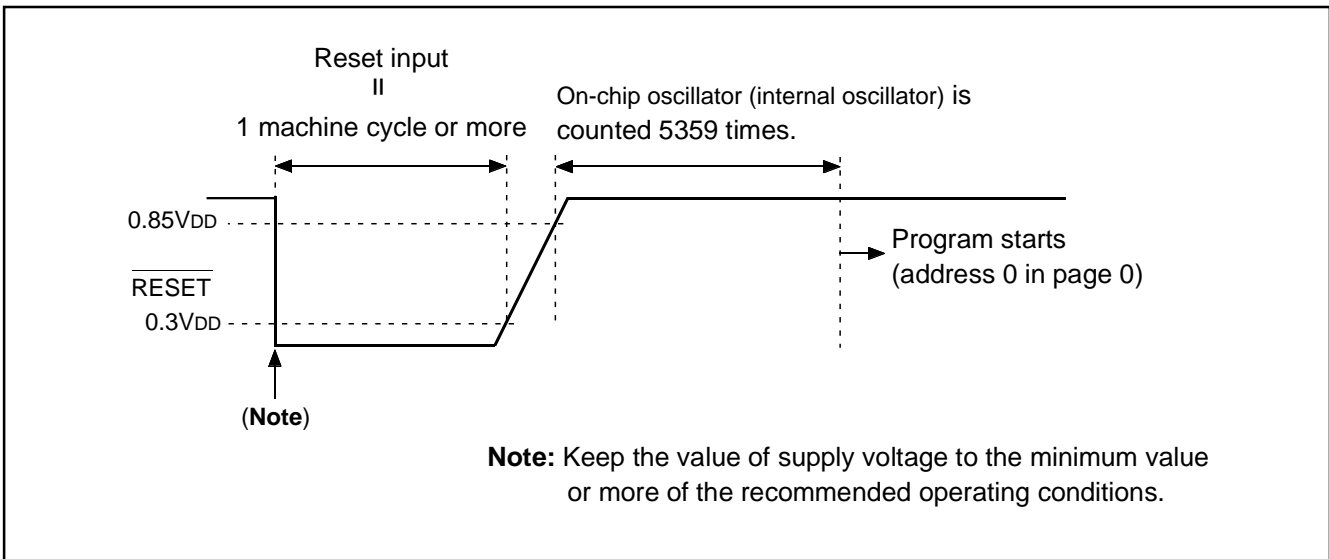 Reset input
=
1 machine cycle or more
On-chip oscillator (internal oscillator) is
counted 5359 times.
0.85VDD
RESET
0.3VDD
Program starts
(address 0 in page 0)
(Note)
Note: Keep the value of supply voltage to the minimum value
or more of the recommended operating conditions.